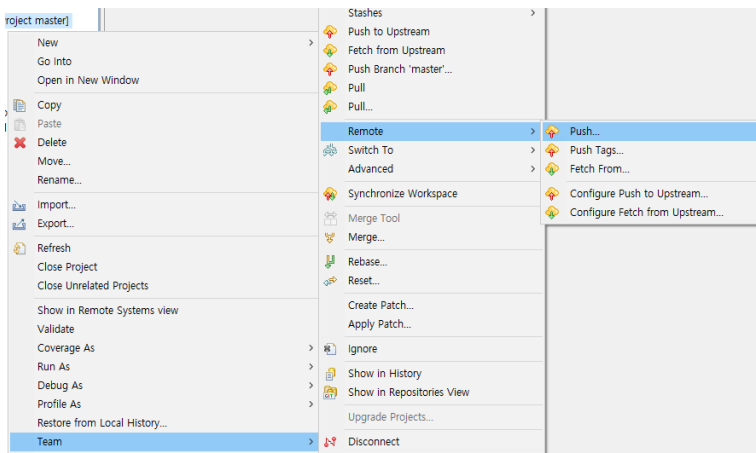 roject master]
New
Go Into
Open in New Window
Copy
Paste
Delete
Move...
Rename...
Import...
Export...
Refresh
Close Project
Close Unrelated Projects
Show in Remote Systems view
Validate
Coverage As
Run As
Debug As
Profile As
Restore from Local History...
Team
Stashes
Push to Upstream
Fetch from Upstream
Push Branch 'master'...
Pull
Pull...
Remote
Switch To
Advanced
Synchronize Workspace
Merge Tool
Merge...
Rebase...
Reset...
Create Patch...
Apply Patch...
Ignore
Show in History
Show in Repositories View
Upgrade Projects...
Disconnect
Push...
Push Tags...
Fetch From...
Configure Push to Upstream...
Configure Fetch from Upstream...